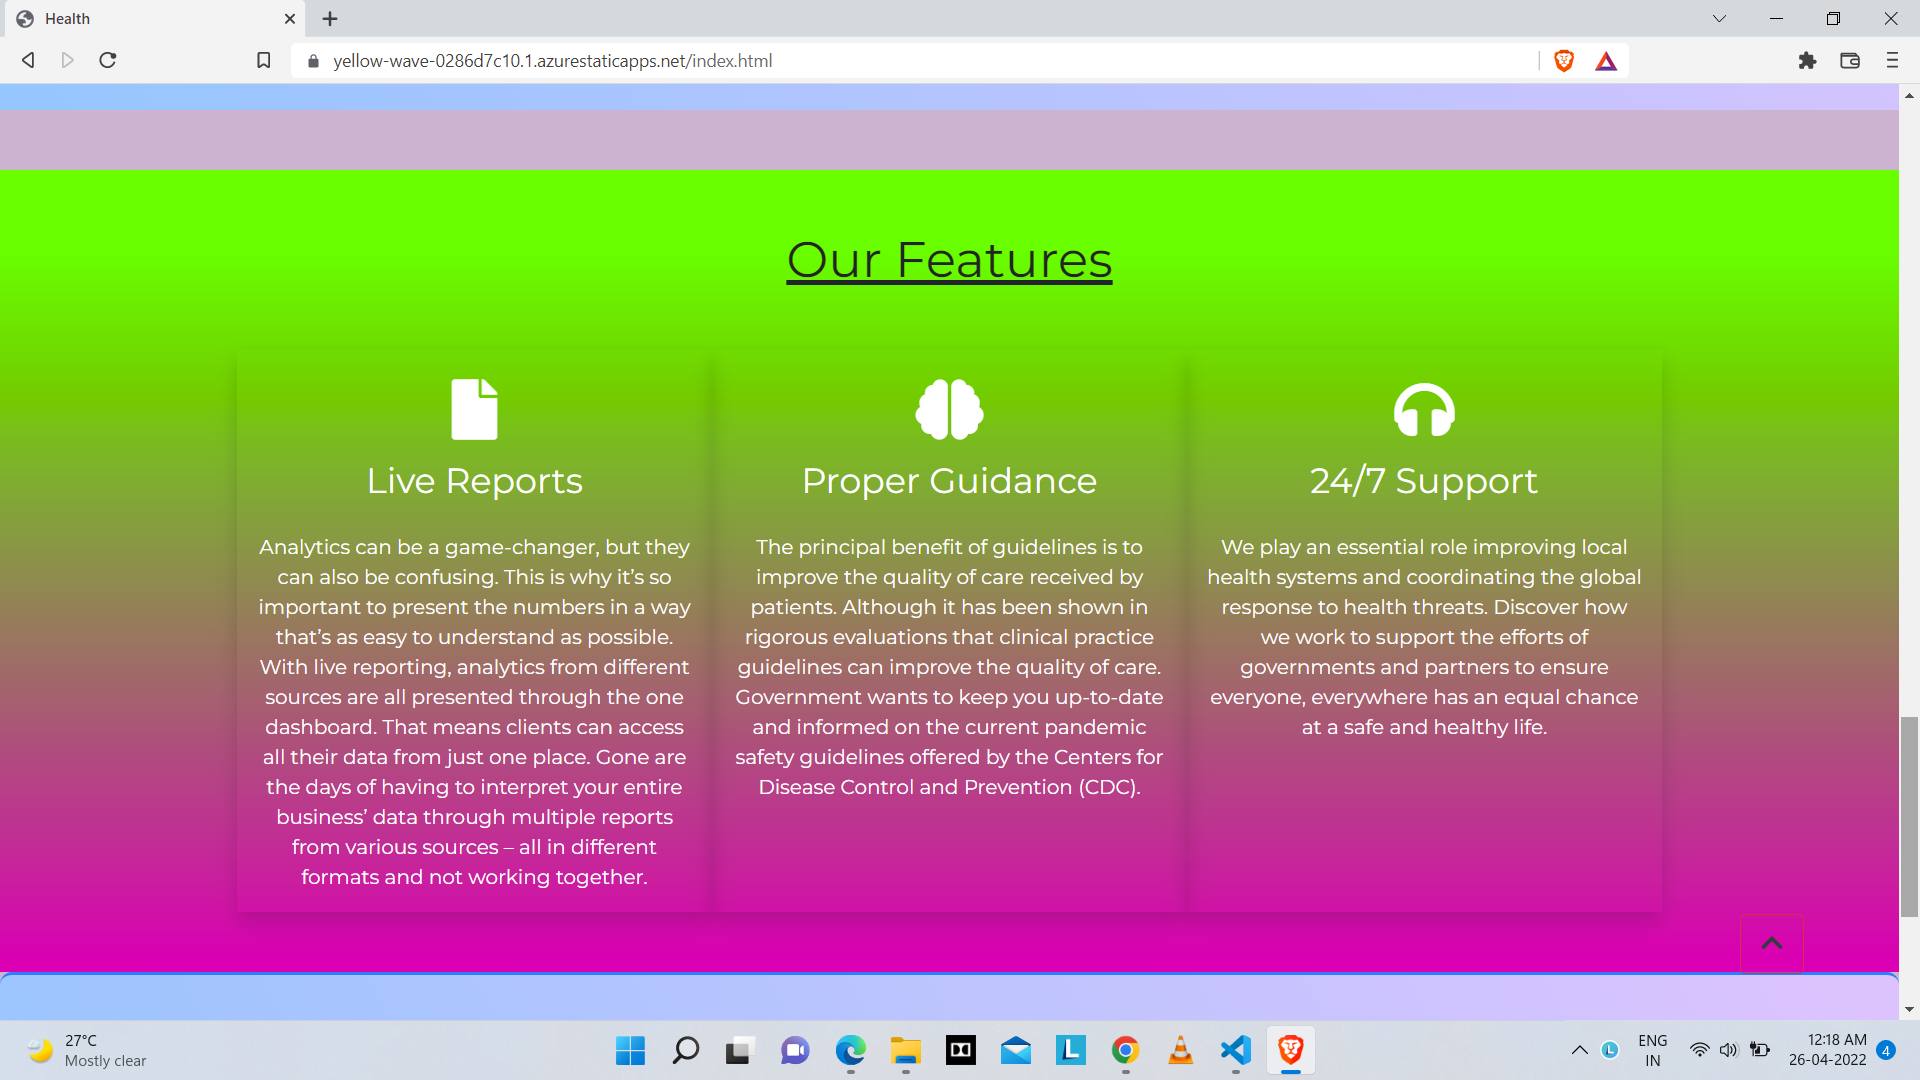 Health
yellow-wave-0286d7c10.1.azurestaticapps.net/index.html
Our Features
Live Reports
Analytics can be a game-changer, but they
can also be confusing. This is why it’s so
important to present the numbers in a way
that’s as easy to understand as possible.
With live reporting, analytics from different
sources are all presented through the one
dashboard. That means clients can access
all their data from just one place. Gone are
the days of having to interpret your entire
business’ data through multiple reports
from various sources – all in different
formats and not working together.
Proper Guidance
The principal benefit of guidelines is to
improve the quality of care received by
patients. Although it has been shown in
rigorous evaluations that clinical practice
guidelines can improve the quality of care.
Government wants to keep you up-to-date
and informed on the current pandemic
safety guidelines offered by the Centers for
Disease Control and Prevention (CDC).
24/7 Support
We play an essential role improving local
health systems and coordinating the global
response to health threats. Discover how
we work to support the efforts of
governments and partners to ensure
everyone, everywhere has an equal chance
at a safe and healthy life.
27°C
Mostly clear
L
L
ENG
IN
12:18 AM
26-04-2022
4